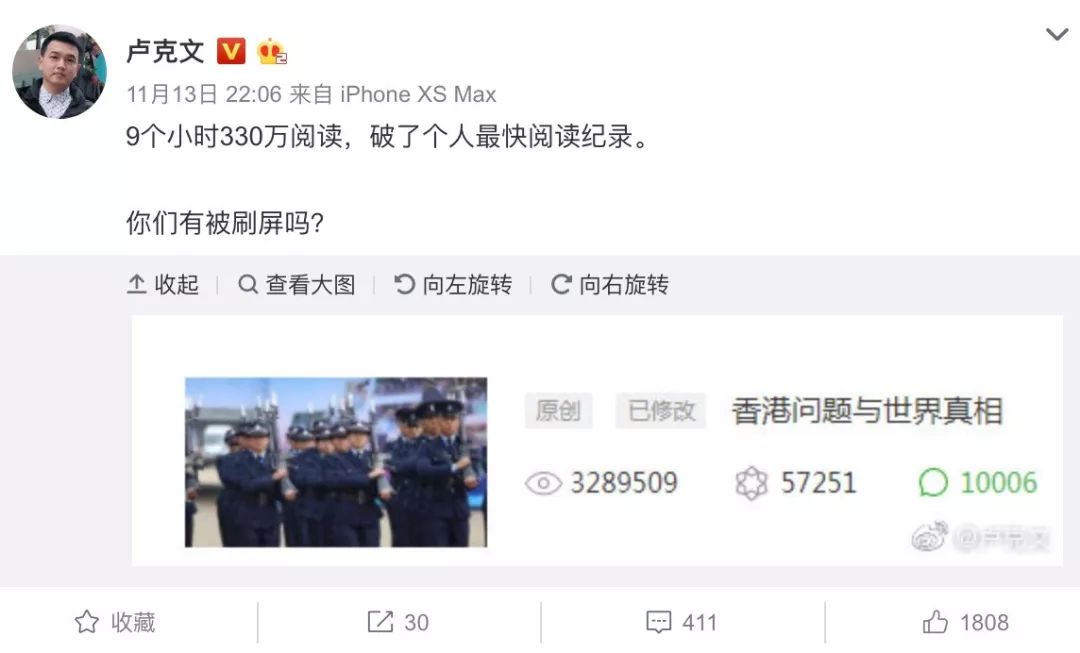 卢克文
11月13日 22:06 来自 iPhone XS Max
9个小时330万阅读，破了个人最快阅读纪录。
你们有被刷屏吗？
收起 查看大图 向左旋转 向右旋转
原创 已修改 香港问题与世界真相
3289509 57251 10006
@卢克文
收藏 30 411 1808